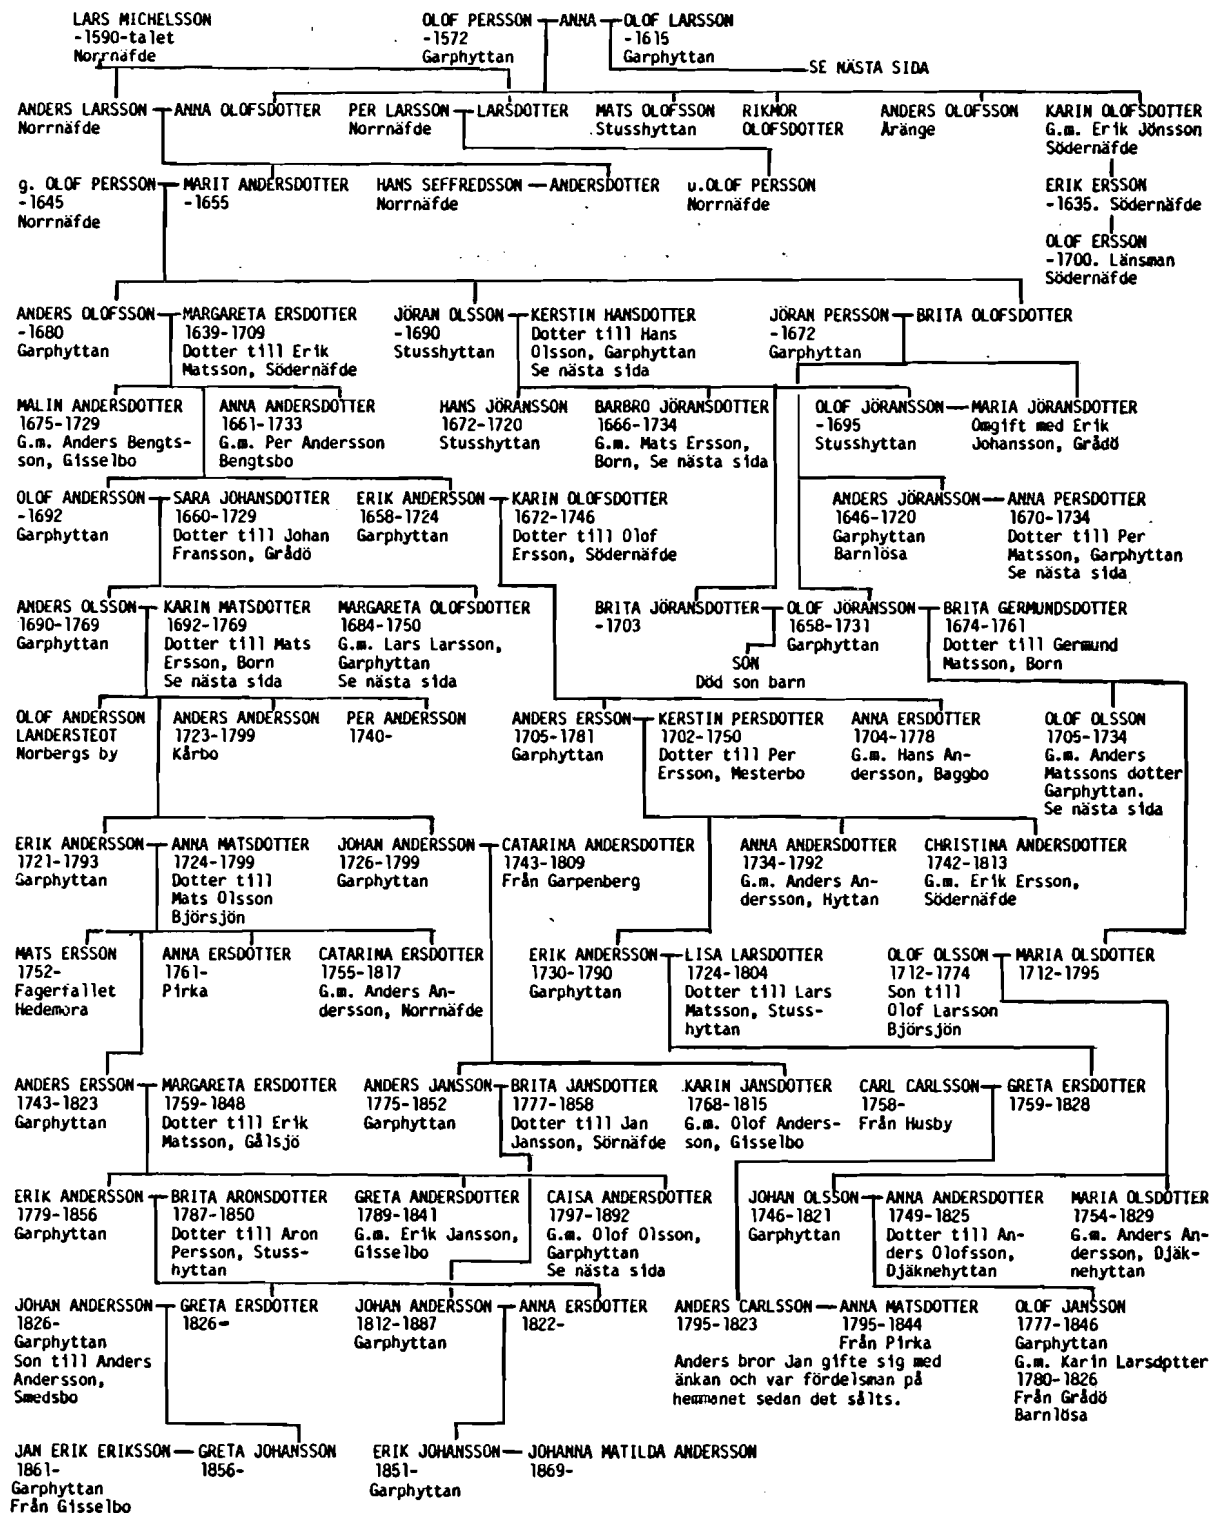 LARS MICHELSSON
-1590-talet
Norrnäfde
OLOF PERSSON
-1572
Garphyttan
ANNA
OLOF LARSSON
-1615
Garphyttan
SE NÄSTA SIDA
ANDERS LARSSON
Norrnäfde
ANNA OLOFSDOTTER
PER LARSSON
Norrnäfde
LARSDOTTER
MATS OLOFSSON
Stusshyttan
RIKMOR
OLOFSDOTTER
ANDERS OLOFSSON
Aränge
KARIN OLOFSDOTTER
G.m. Erik Jönsson
Södernäfde
g. OLOF PERSSON
-1645
Norrnäfde
MARIT ANDERSDOTTER
-1655
HANS SEFFREDSSON
Norrnäfde
ANDERSDOTTER
u.OLOF PERSSON
Norrnäfde
ERIK ERSSON
-1635. Södernäfde
OLOF ERSSON
-1700. Länsman
Södernäfde
ANDERS OLOFSSON
-1680
Garphyttan
MARGARETA ERSDOTTER
1639-1709
Dotter till Erik
Matsson, Södernäfde
JÖRAN OLSSON
-1690
Stusshyttan
KERSTIN HANSDOTTER
Dotter till Hans
Olsson, Garphyttan
Se nästa sida
JÖRAN PERSSON
-1672
Garphyttan
BRITA OLOFSDOTTER
MALIN ANDERSDOTTER
1675-1729
G.m. Anders Bengts-
son, Gisselbo
ANNA ANDERSDOTTER
1661-1733
G.m. Per Andersson
Bengtsbo
HANS JÖRANSSON
1672-1720
Stusshyttan
BARBRO JÖRANSDOTTER
1666-1734
G.m. Mats Ersson,
Born, Se nästa sida
OLOF JÖRANSSON
-1695
Stusshyttan
MARIA JÖRANSDOTTER
Omgift med Erik
Johansson, Grådö
OLOF ANDERSSON
-1692
Garphyttan
SARA JOHANSDOTTER
1660-1729
Dotter till Johan
Fransson, Grådö
ERIK ANDERSSON
1658-1724
Garphyttan
KARIN OLOFSDOTTER
1672-1746
Dotter till Olof
Ersson, Södernäfde
ANDERS JÖRANSSON
1646-1720
Garphyttan
Barnlösa
ANNA PERSDOTTER
1670-1734
Dotter till Per
Matsson, Garphyttan
Se nästa sida
ANDERS OLSSON
1690-1769
Garphyttan
KARIN MATSDOTTER
1692-1769
Dotter till Mats
Ersson, Born
Se nästa sida
MARGARETA OLOFSDOTTER
1684-1750
G.m. Lars Larsson,
Garphyttan
Se nästa sida
BRITA JÖRANSDOTTER
-1703
OLOF JÖRANSSON
1658-1731
Garphyttan
BRITA GERMUNDSDOTTER
1674-1761
Dotter till Germund
Matsson, Born
SON
Död son barn
OLOF ANDERSSON
LANDERSTEDT
Norbergs by
ANDERS ANDERSSON
1723-1799
Kårbo
PER ANDERSSON
1740-
ANDERS ERSSON
1705-1781
Garphyttan
KERSTIN PERSDOTTER
1702-1750
Dotter till Per
Ersson, Mesterbo
ANNA ERSDOTTER
1704-1778
G.m. Hans An-
dersson, Baggbo
OLOF OLSSON
1705-1734
G.m. Anders
Matssons dotter
Garphyttan.
Se nästa sida
ERIK ANDERSSON
1721-1793
Garphyttan
ANNA MATSDOTTER
1724-1799
Dotter till
Mats Olsson
Björsjön
JOHAN ANDERSSON
1726-1799
Garphyttan
CATARINA ANDERSDOTTER
1743-1809
Från Garpenberg
ANNA ANDERSDOTTER
1734-1792
G.m. Anders An-
dersson, Hyttan
CHRISTINA ANDERSDOTTER
1742-1813
G.m. Erik Ersson,
Södernäfde
MATS ERSSON
1752-
Fagerfallet
Hedemora
ANNA ERSDOTTER
1761-
Pirka
CATARINA ERSDOTTER
1755-1817
G.m. Anders An-
dersson, Norrnäfde
ERIK ANDERSSON
1730-1790
Garphyttan
LISA LARSDOTTER
1724-1804
Dotter till Lars
Matsson, Stuss-
hyttan
OLOF OLSSON
1712-1774
Son till
Olof Larsson
Björsjön
MARIA OLSDOTTER
1712-1795
ANDERS ERSSON
1743-1823
Garphyttan
MARGARETA ERSDOTTER
1759-1848
Dotter till Erik
Matsson, Gålsjö
ANDERS JANSSON
1775-1852
Garphyttan
BRITA JANSDOTTER
1777-1858
Dotter till Jan
Jansson, Sörnäfde
KARIN JANSDOTTER
1768-1815
G.m. Olof Anders-
son, Gisselbo
CARL CARLSSON
1758-
Från Husby
GRETA ERSDOTTER
1759-1828
ERIK ANDERSSON
1779-1856
Garphyttan
BRITA ARONSDOTTER
1787-1850
Dotter till Aron
Persson, Stuss-
hyttan
GRETA ANDERSDOTTER
1789-1841
G.m. Erik Jansson,
Gisselbo
CAISA ANDERSDOTTER
1797-1892
G.m. Olof Olsson,
Garphyttan
Se nästa sida
JOHAN OLSSON
1746-1821
Garphyttan
ANNA ANDERSDOTTER
1749-1825
Dotter till An-
ders Olofsson,
Djäknehyttan
MARIA OLSDOTTER
1754-1829
G.m. Anders An-
dersson, Djäk-
nehyttan
JOHAN ANDERSSON
1826-
Garphyttan
Son till Anders
Andersson,
Smedsbo
GRETA ERSDOTTER
1826-
JOHAN ANDERSSON
1812-1887
Garphyttan
ANNA ERSDOTTER
1822-
ANDERS CARLSSON
1795-1823
ANNA MATSDOTTER
1795-1844
Från Pirka
Anders bror Jan gifte sig med
änkan och var fördelsman på
hemmanet sedan det sålts.
OLOF JANSSON
1777-1846
Garphyttan
G.m. Karin Larsdotter
1780-1826
Från Grådö
Barnlösa
JAN ERIK ERIKSSON
1861-
Garphyttan
Från Gisselbo
GRETA JOHANSSON
1856-
ERIK JOHANSSON
1851-
Garphyttan
JOHANNA MATILDA ANDERSSON
1869-